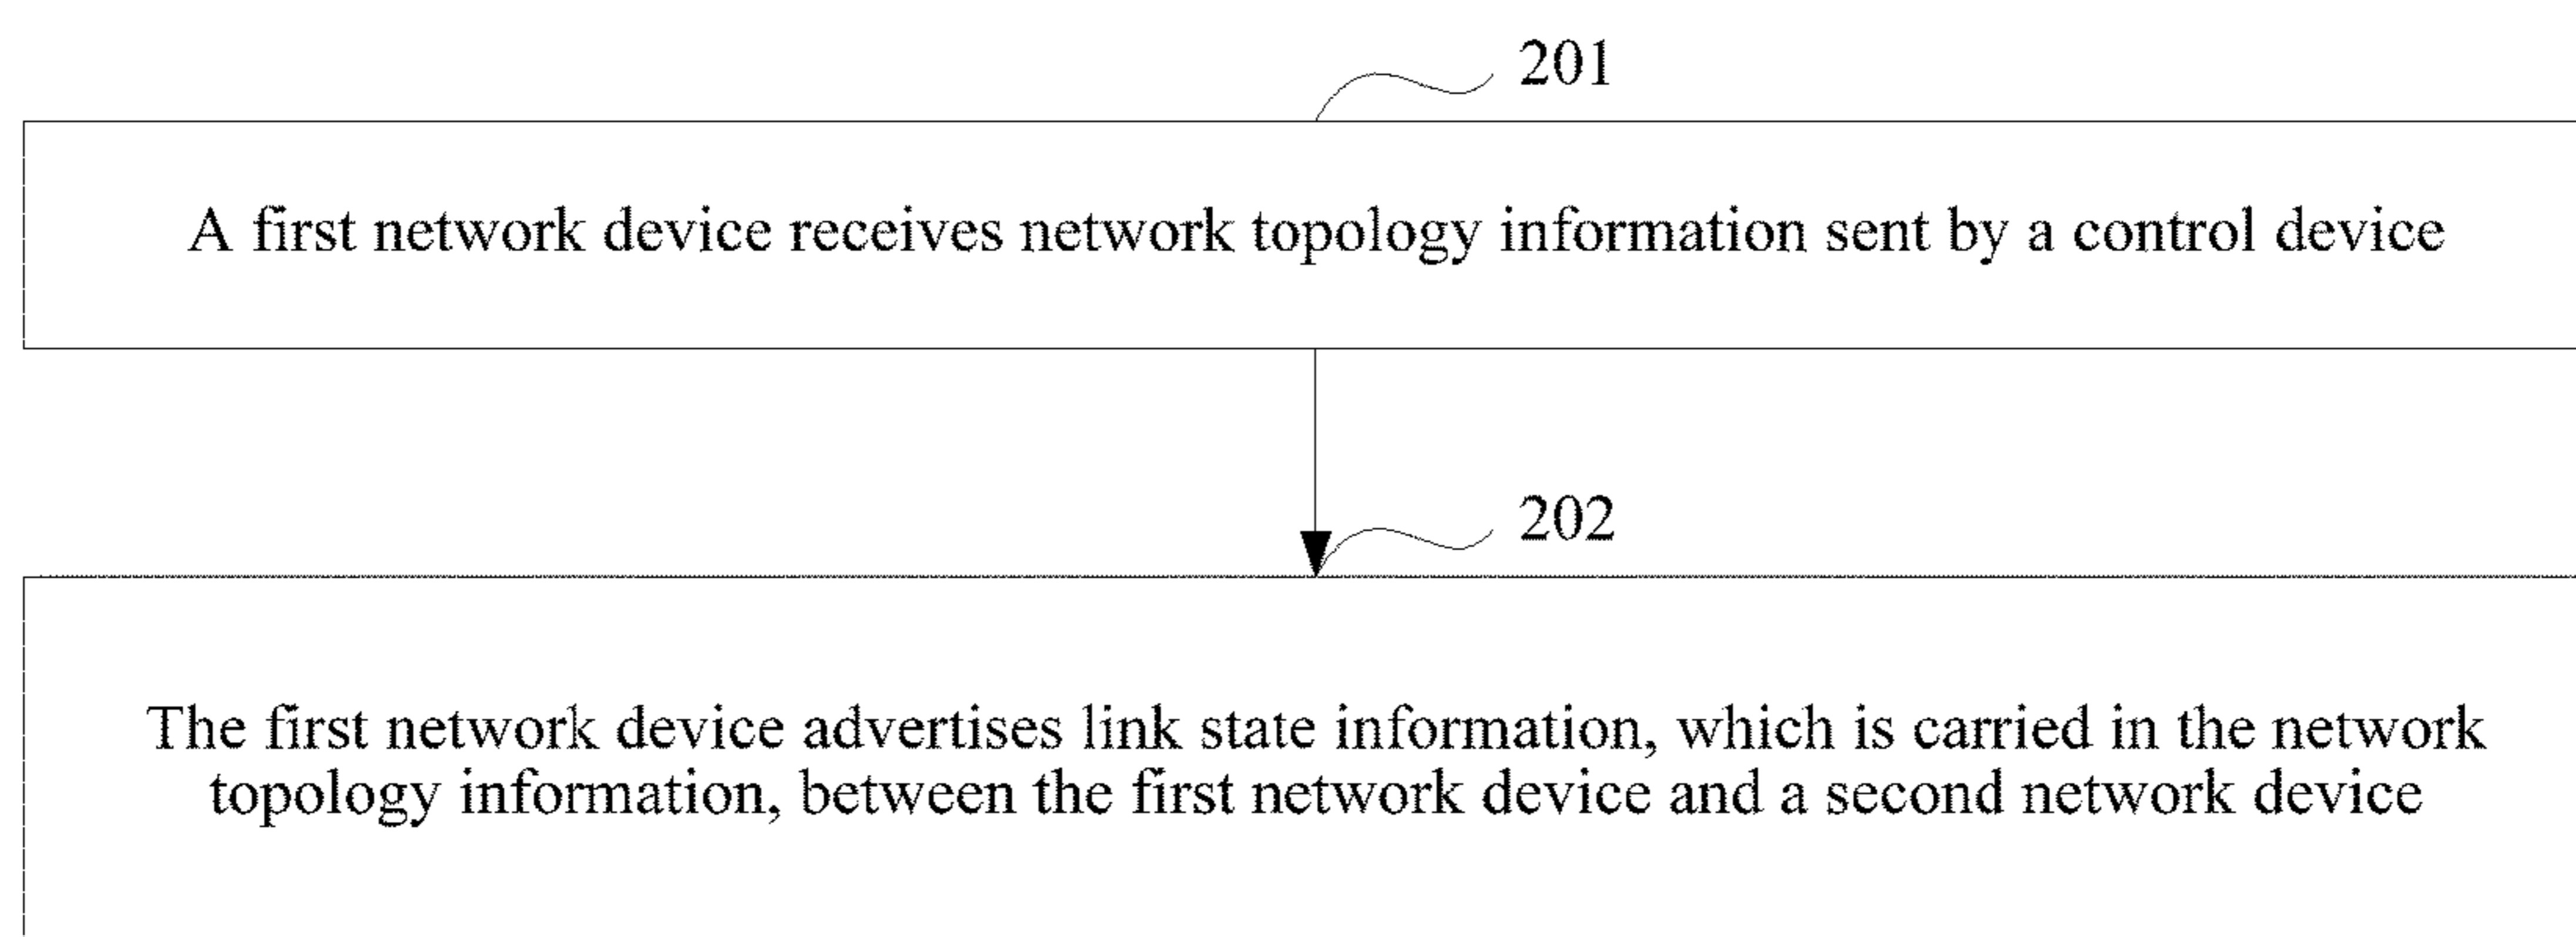 201
A first network device receives network topology information sent by a control device
202
The first network device advertises link state information, which is carried in the network
topology information, between the first network device and a second network device